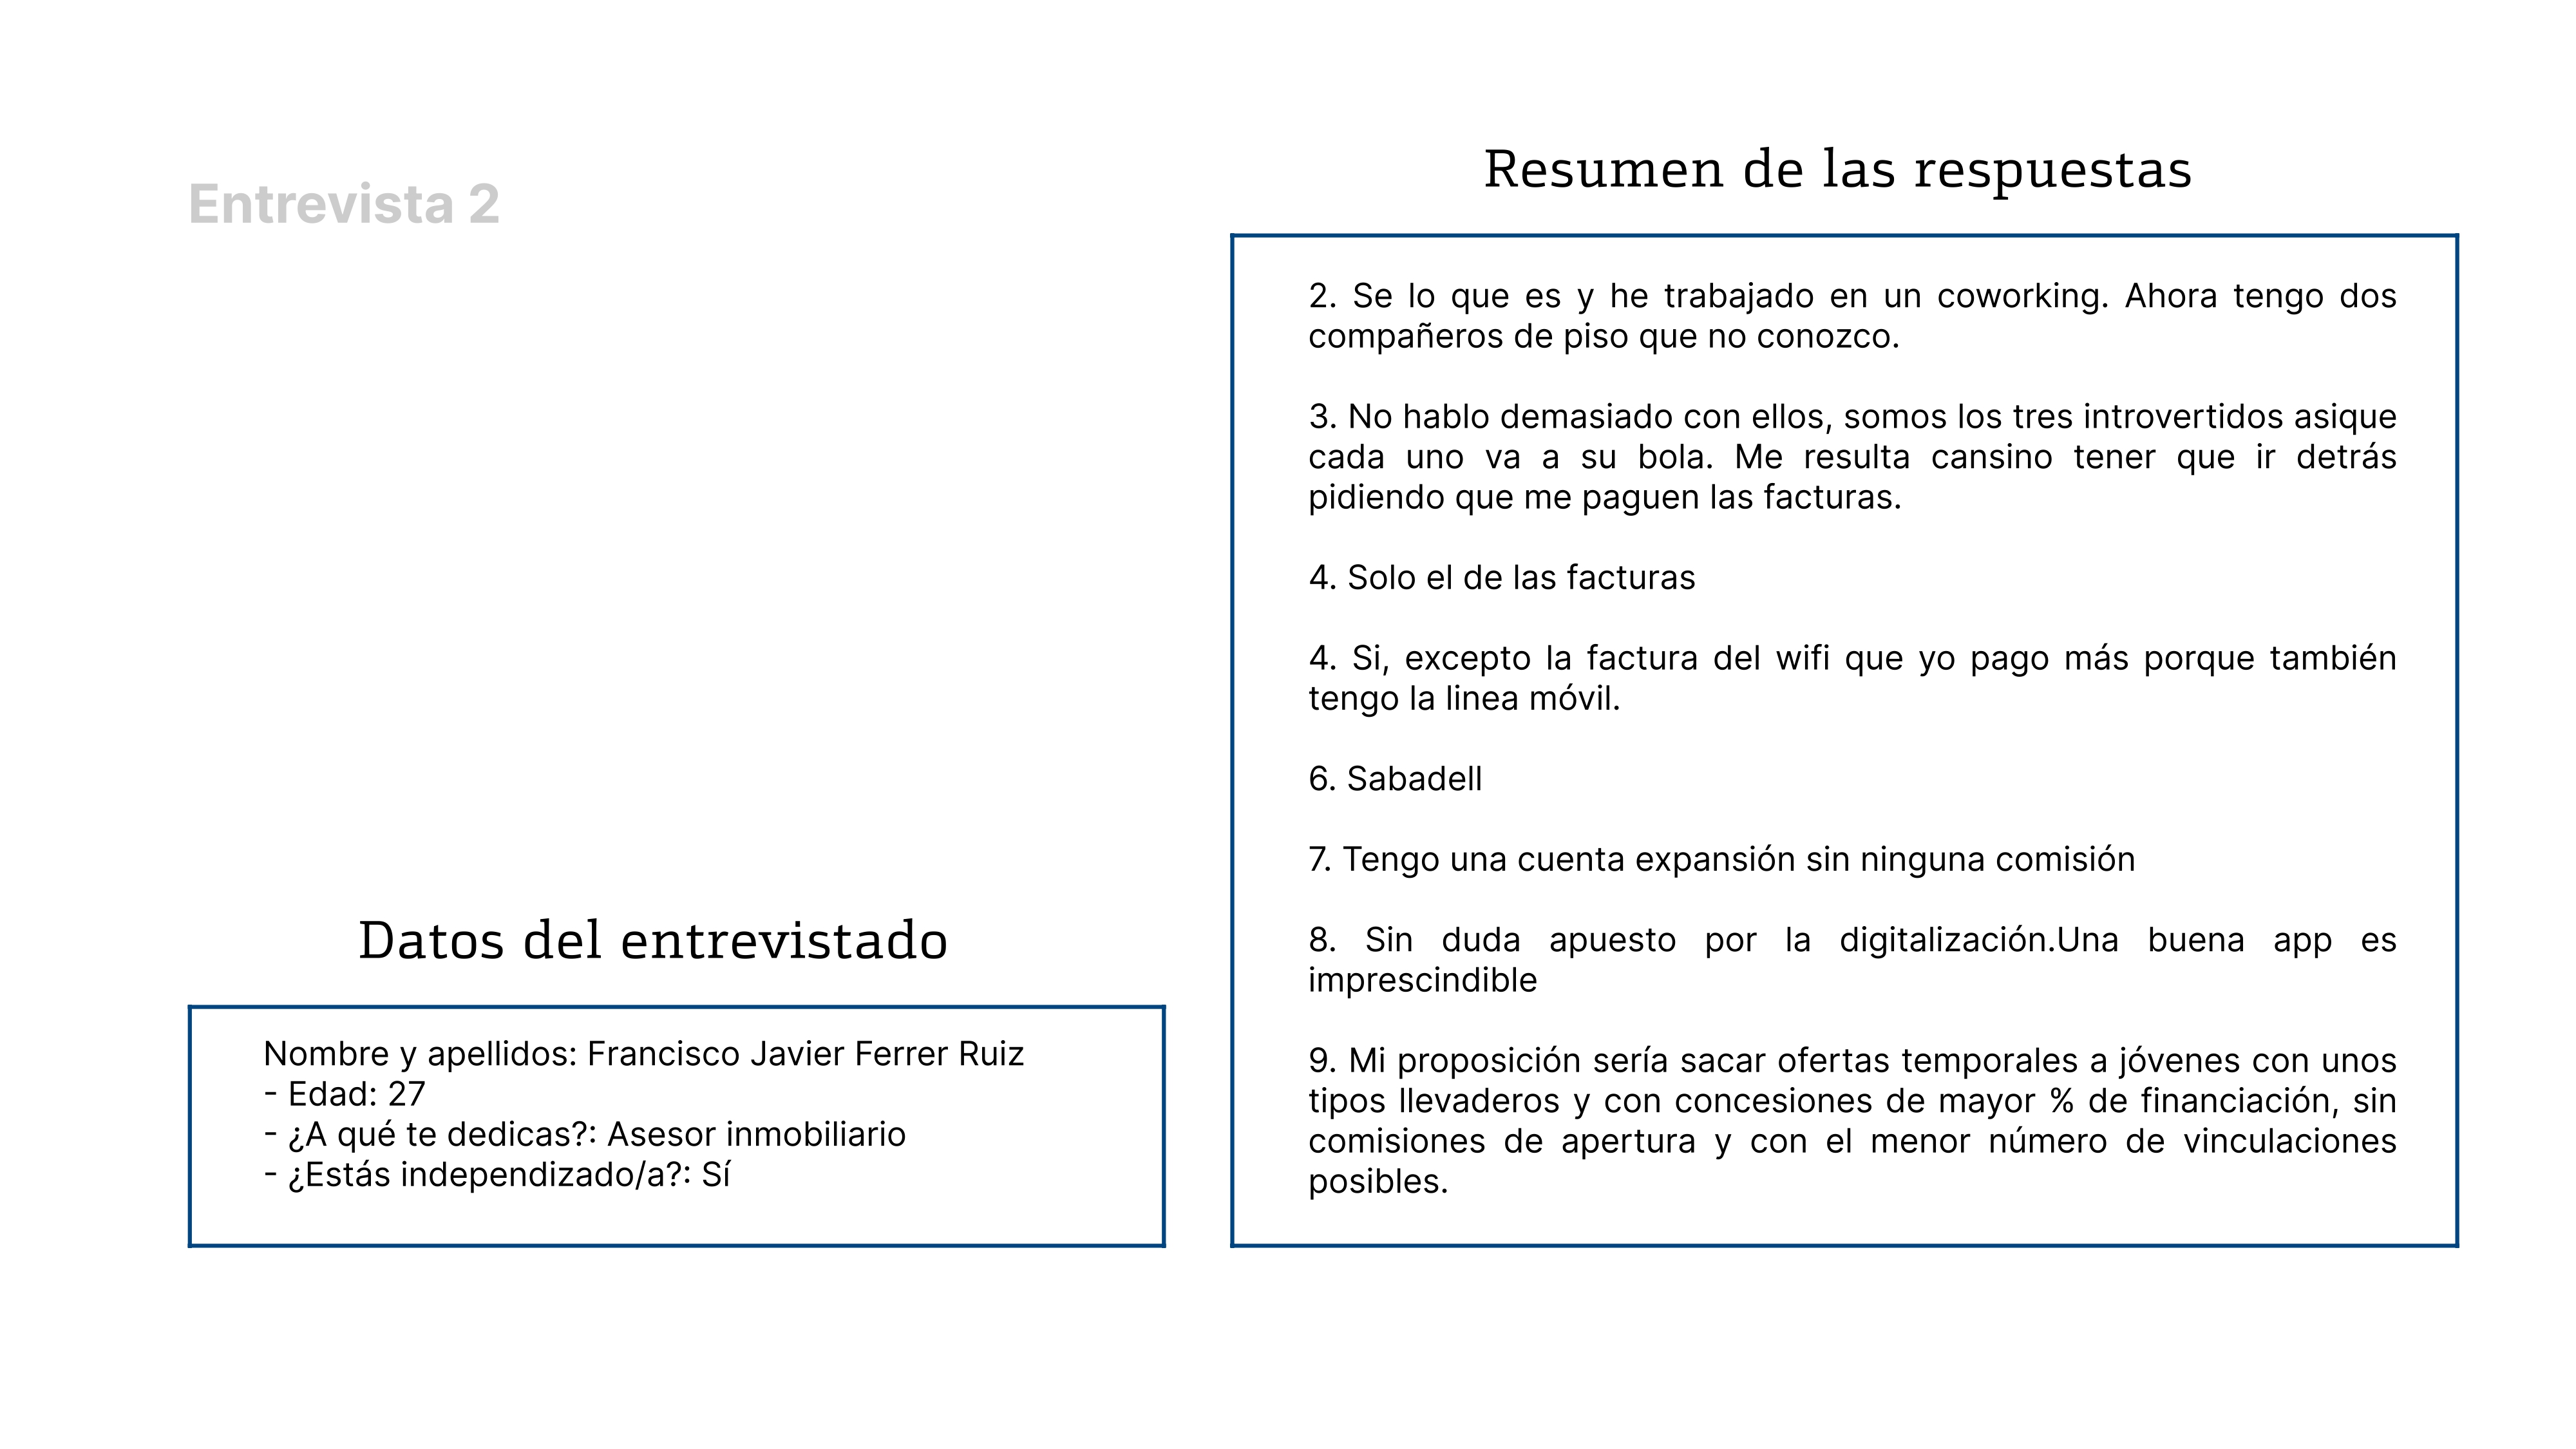 Entrevista 2
Datos del entrevistado
Nombre y apellidos: Francisco Javier Ferrer Ruiz
- Edad: 27
- ¿A qué te dedicas?: Asesor inmobiliario
- ¿Estás independizado/a?: Sí
Resumen de las respuestas
2. Se lo que es y he trabajado en un coworking. Ahora tengo dos
compañeros de piso que no conozco.
3. No hablo demasiado con ellos, somos los tres introvertidos asique
cada uno va a su bola. Me resulta cansino tener que ir detrás
pidiendo que me paguen las facturas.
4. Solo el de las facturas
4. Si, excepto la factura del wifi que yo pago más porque también
tengo la linea móvil.
6. Sabadell
7. Tengo una cuenta expansión sin ninguna comisión
8. Sin duda apuesto por la digitalización.Una buena app es
imprescindible
9. Mi proposición sería sacar ofertas temporales a jóvenes con unos
tipos llevaderos y con concesiones de mayor % de financiación, sin
comisiones de apertura y con el menor número de vinculaciones
posibles.